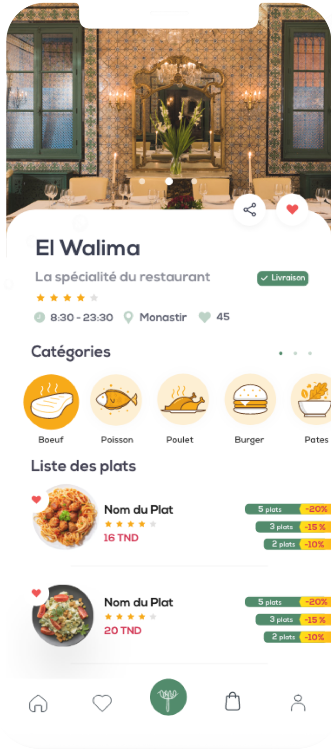 El Walima
La spécialité du restaurant
Livraison
8:30 - 23:30 Monastir 45
Catégories
Boeuf Poisson Poulet Burger Pates
Liste des plats
Nom du Plat
16 TND
5 plats -20%
3 plats -15 %
2 plats -10%
Nom du Plat
20 TND
5 plats -20%
3 plats -15 %
2 plats -10%